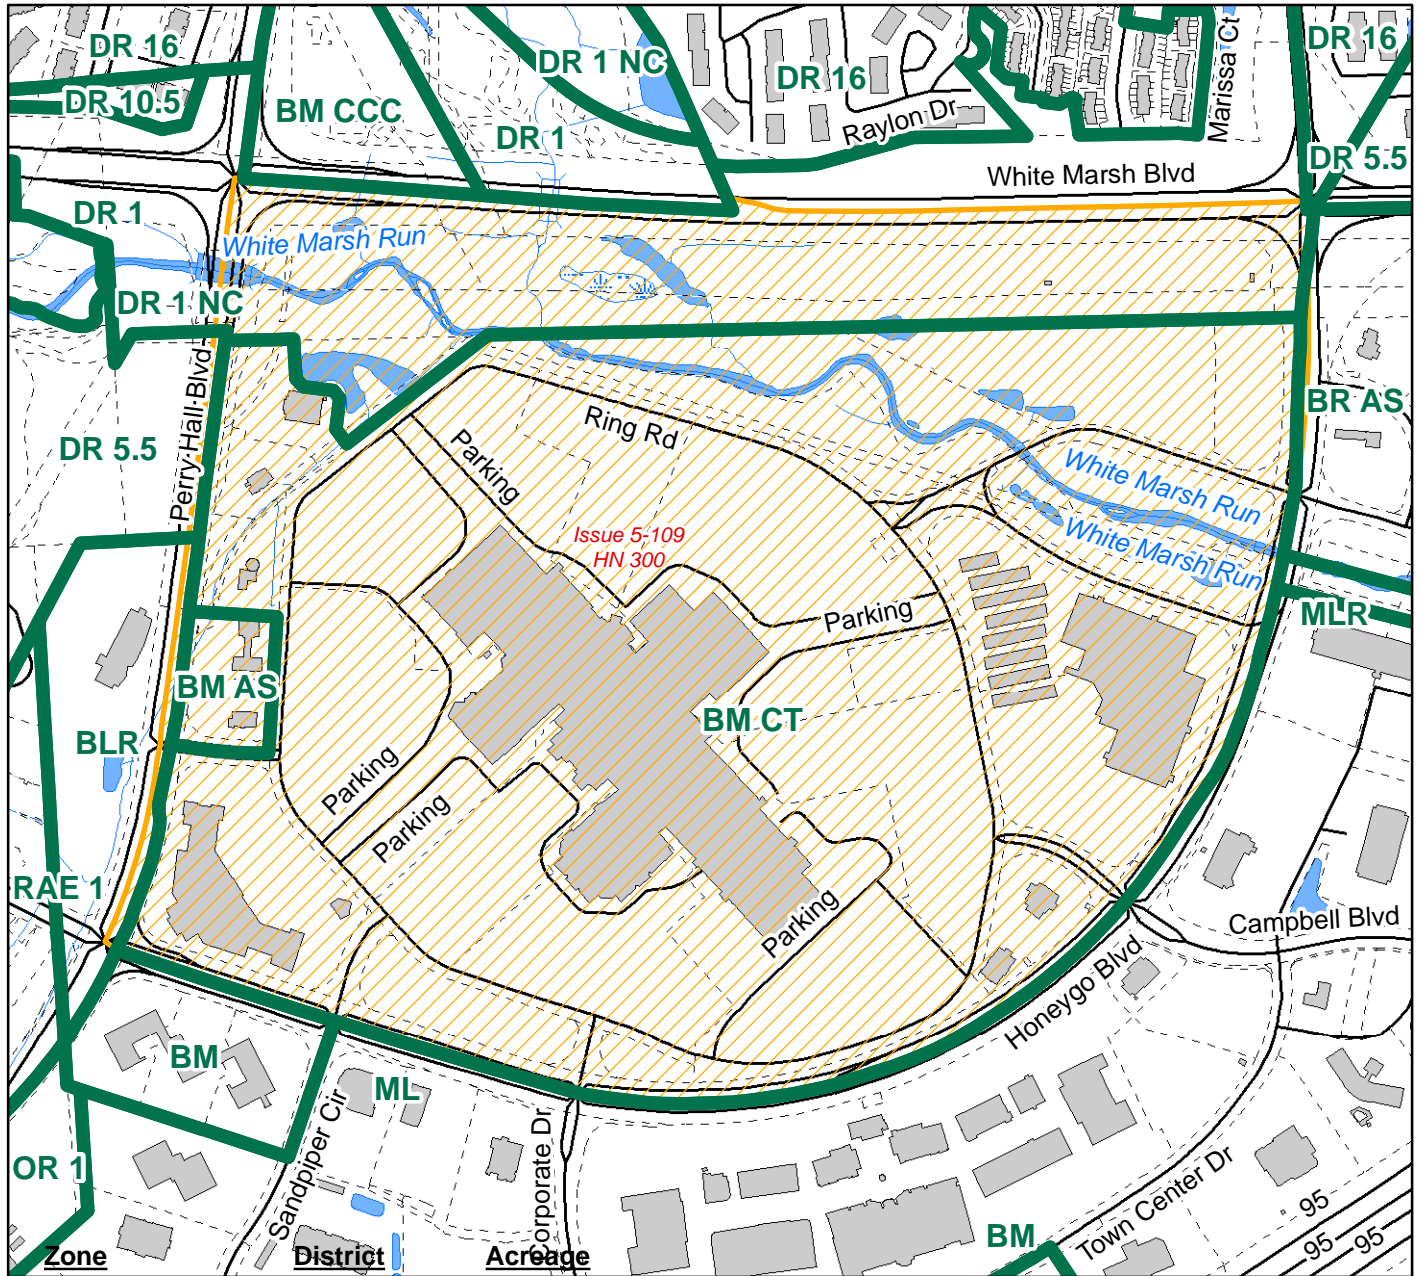 DR 16
DR 10.5
BM CCC
DR 1 NC
DR 1
DR 16
Raylon Dr
Marissa Ct
DR 16
DR 5.5
White Marsh Blvd
DR 1
White Marsh Run
DR 1 NC
Perry Hall Blvd
DR 5.5
Ring Rd
Parking
BR AS
White Marsh Run
White Marsh Run
Issue 5-109
HN 300
Parking
MLR
BM AS
BM CT
BLR
Parking
Parking
RAE 1
Parking
Campbell Blvd
Honeygo Blvd
BM
ML
Sandpiper Cir
Corporate Dr
OR 1
Town Center Dr
BM
95
95
95
Zone District Acreage